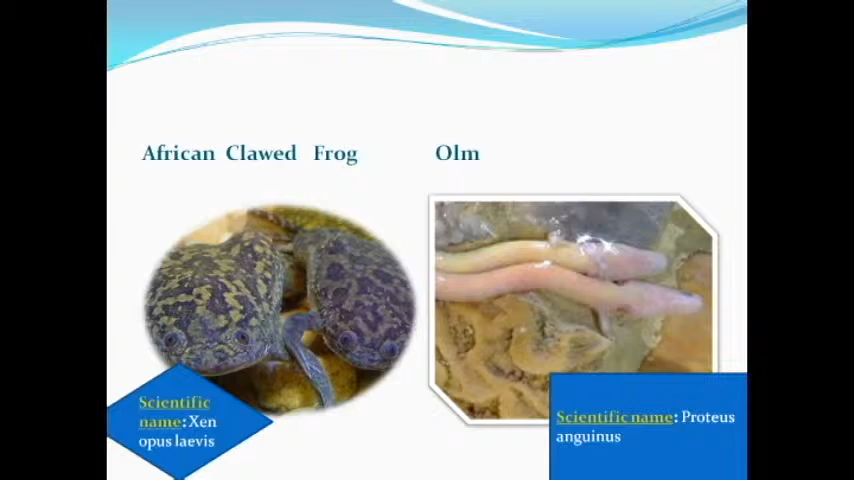 African Clawed Frog
Olm
Scientific
name: Xen
opus laevis
Scientific name: Proteus
anguinus